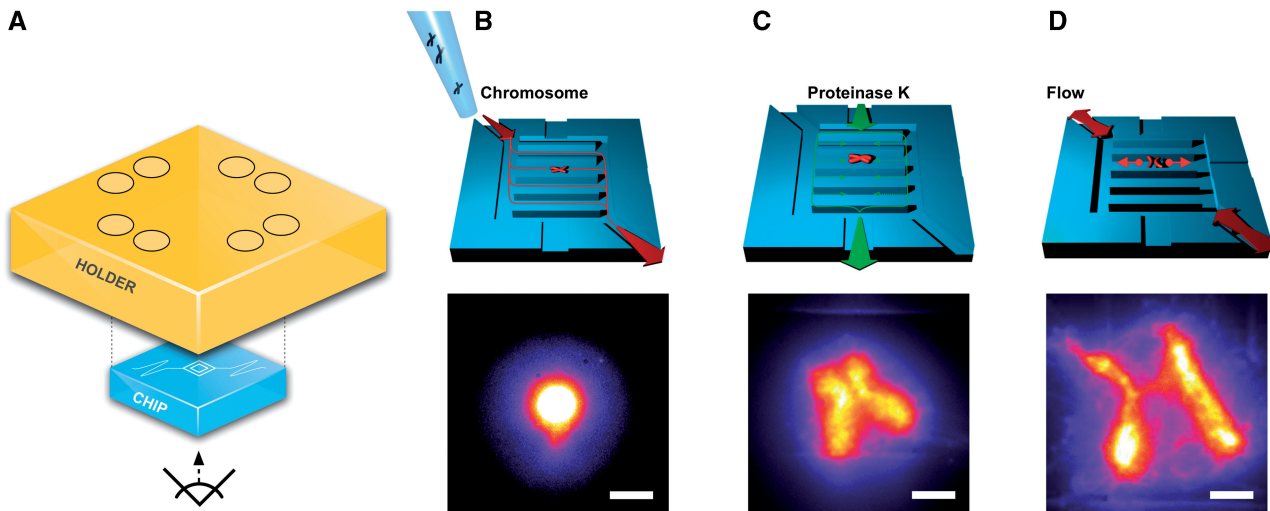 A
B
C
D
Chromosome
Proteinase K
Flow
HOLDER
CHIP